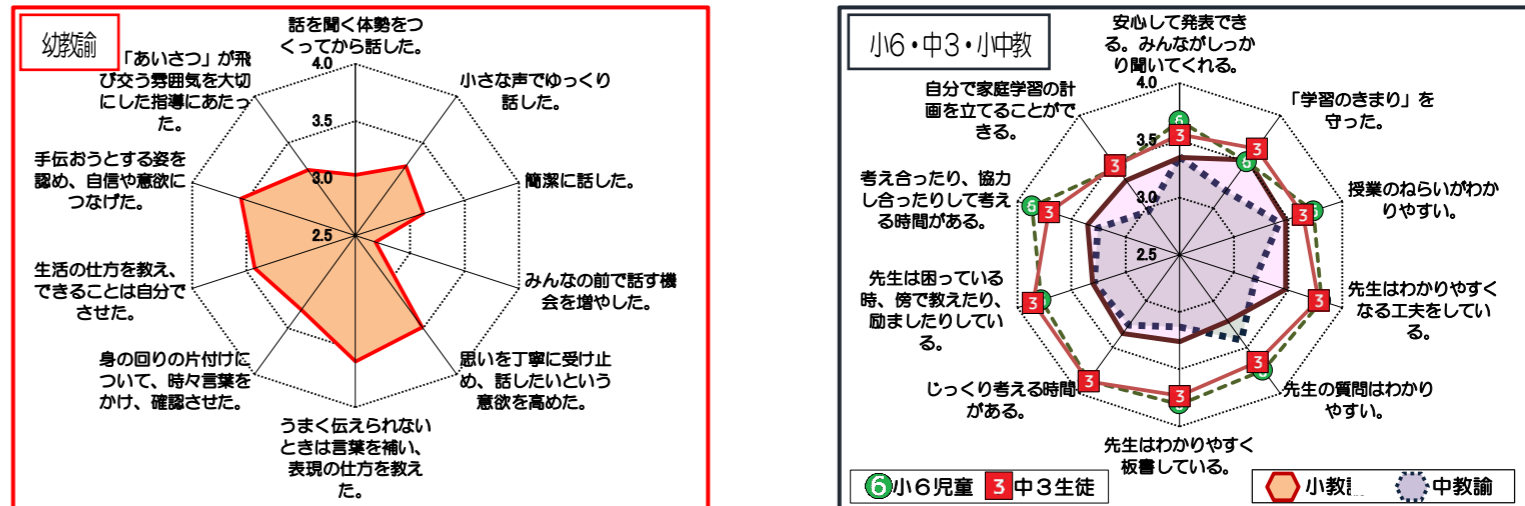 幼教諭
話を聞く体勢をつ
くってから話した。
小さな声でゆっくり
話した。
簡潔に話した。
みんなの前で話す機
会を増やした。
思いを丁寧に受け止
め、話したいという
意欲を高めた。
うまく伝えられない
ときは言葉を補い、
表現の仕方を教え
た。
身の回りの片付けに
ついて、時々言葉を
かけ、確認させた。
生活の仕方を教え、
できることは自分で
させた。
手伝おうとする姿を
認め、自信や意欲に
つなげた。
「あいさつ」が飛
び交う雰囲気を大切
にした指導にあたっ
た。
4.0
3.5
3.0
2.5
小6・中3・小中教
安心して発表でき
る。みんながしっか
り聞いてくれる。
「学習のきまり」を
守った。
授業のねらいがわか
りやすい。
先生はわかりやすく
なる工夫をしてい
る。
先生の質問はわかり
やすい。
先生はわかりやすく
板書している。
じっくり考える時間
がある。
先生は困っている
時、傍で教えたり、
励ましたりしてい
る。
考え合ったり、協力
し合ったりして考え
る時間がある。
自分で家庭学習の計
画を立てることがで
きる。
4.0
3.5
3.0
2.5
6 小6児童 3 中3生徒
小教 中教諭